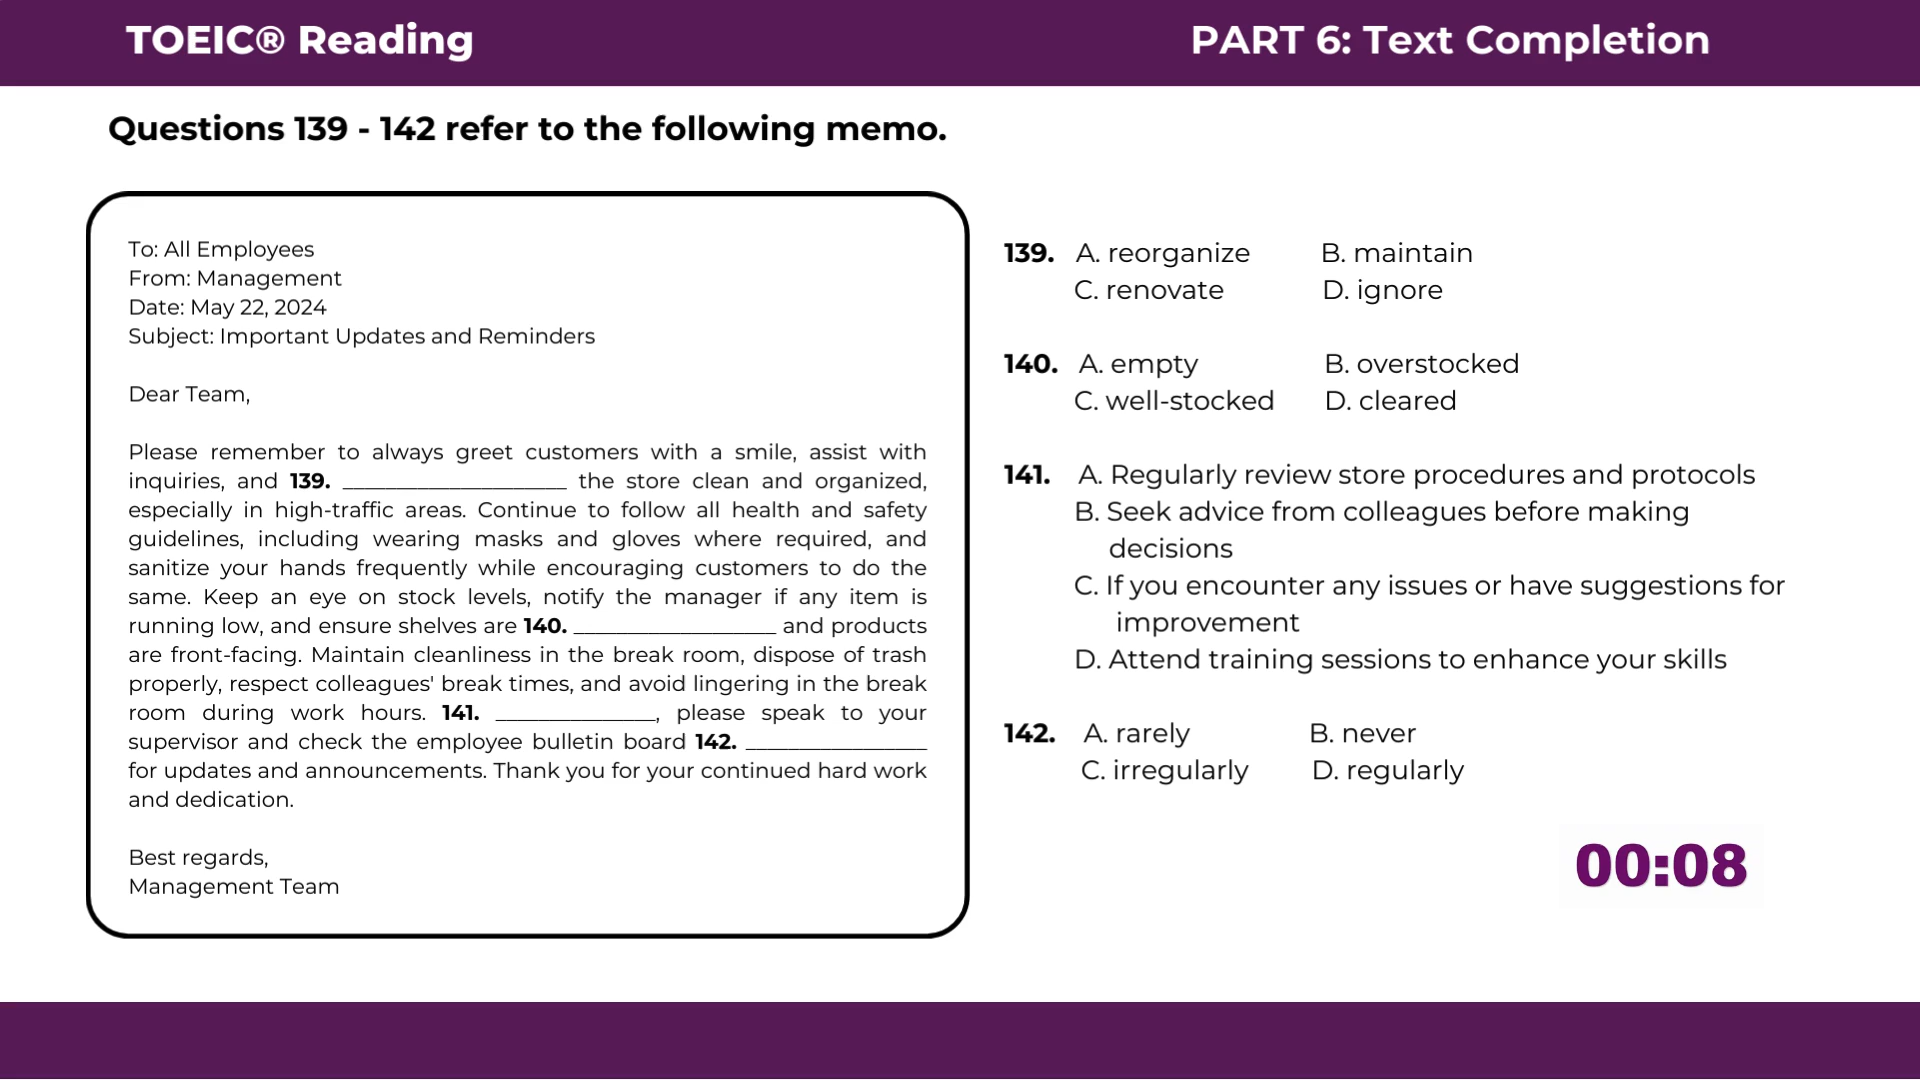 TOEIC® Reading
PART 6: Text Completion
Questions 139 - 142 refer to the following memo.
To: All Employees
From: Management
Date: May 22, 2024
Subject: Important Updates and Reminders
Dear Team,
Please remember to always greet customers with a smile, assist with
inquiries, and 139. ____________________ the store clean and organized,
especially in high-traffic areas. Continue to follow all health and safety
guidelines, including wearing masks and gloves where required, and
sanitize your hands frequently while encouraging customers to do the
same. Keep an eye on stock levels, notify the manager if any item is
running low, and ensure shelves are 140. __________________ and products
are front-facing. Maintain cleanliness in the break room, dispose of trash
properly, respect colleagues' break times, and avoid lingering in the break
room during work hours. 141. ______________, please speak to your
supervisor and check the employee bulletin board 142. ________________
for updates and announcements. Thank you for your continued hard work
and dedication.
Best regards,
Management Team
139. A. reorganize B. maintain
C. renovate D. ignore
140. A. empty B. overstocked
C. well-stocked D. cleared
141. A. Regularly review store procedures and protocols
B. Seek advice from colleagues before making
decisions
C. If you encounter any issues or have suggestions for
improvement
D. Attend training sessions to enhance your skills
142. A. rarely B. never
C. irregularly D. regularly
00:08